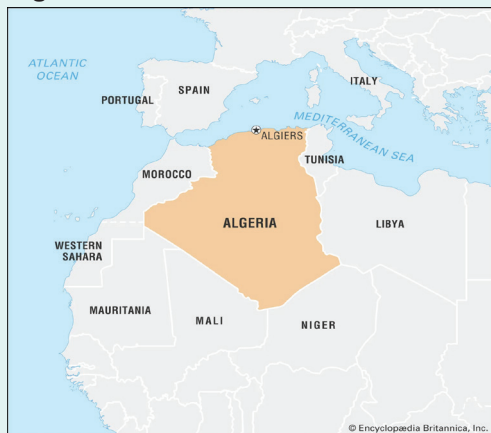 ATLANTIC
OCEAN
PORTUGAL
SPAIN
ITALY
MEDITERRANEAN SEA
ALGIERS
TUNISIA
MOROCCO
ALGERIA
LIBYA
WESTERN
SAHARA
MAURITANIA
MALI
NIGER
© Encyclopædia Britannica, Inc.